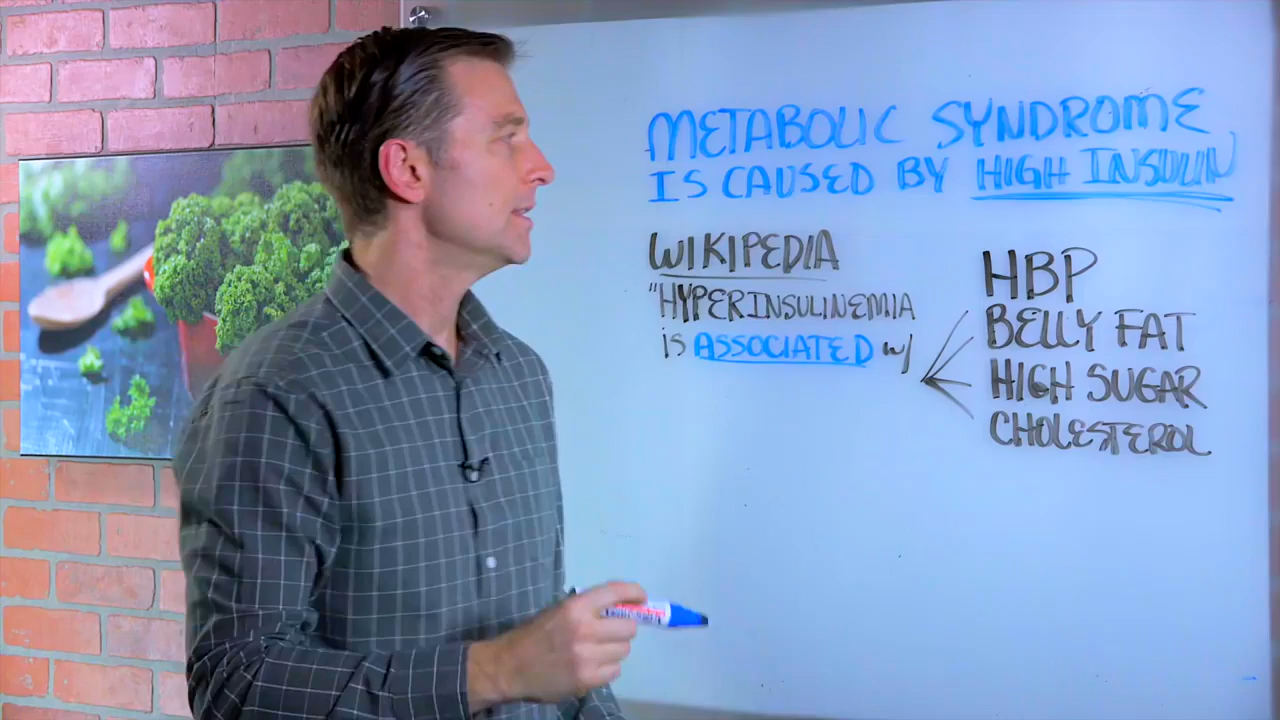 METABOLIC SYNDROME
IS CAUSED BY HIGH INSULIN
WIKIPEDIA
"HYPERINSULINEMIA
is ASSOCIATED w/
HBP
BELLY FAT
HIGH SUGAR
CHOLESTEROL